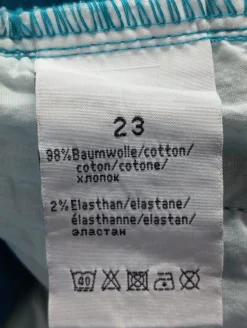 23
98%Baumwolle/cotton/
coton/cotone/
хлопок
2%Elasthan/elastane/
élasthanne/elastan/
эластан
40